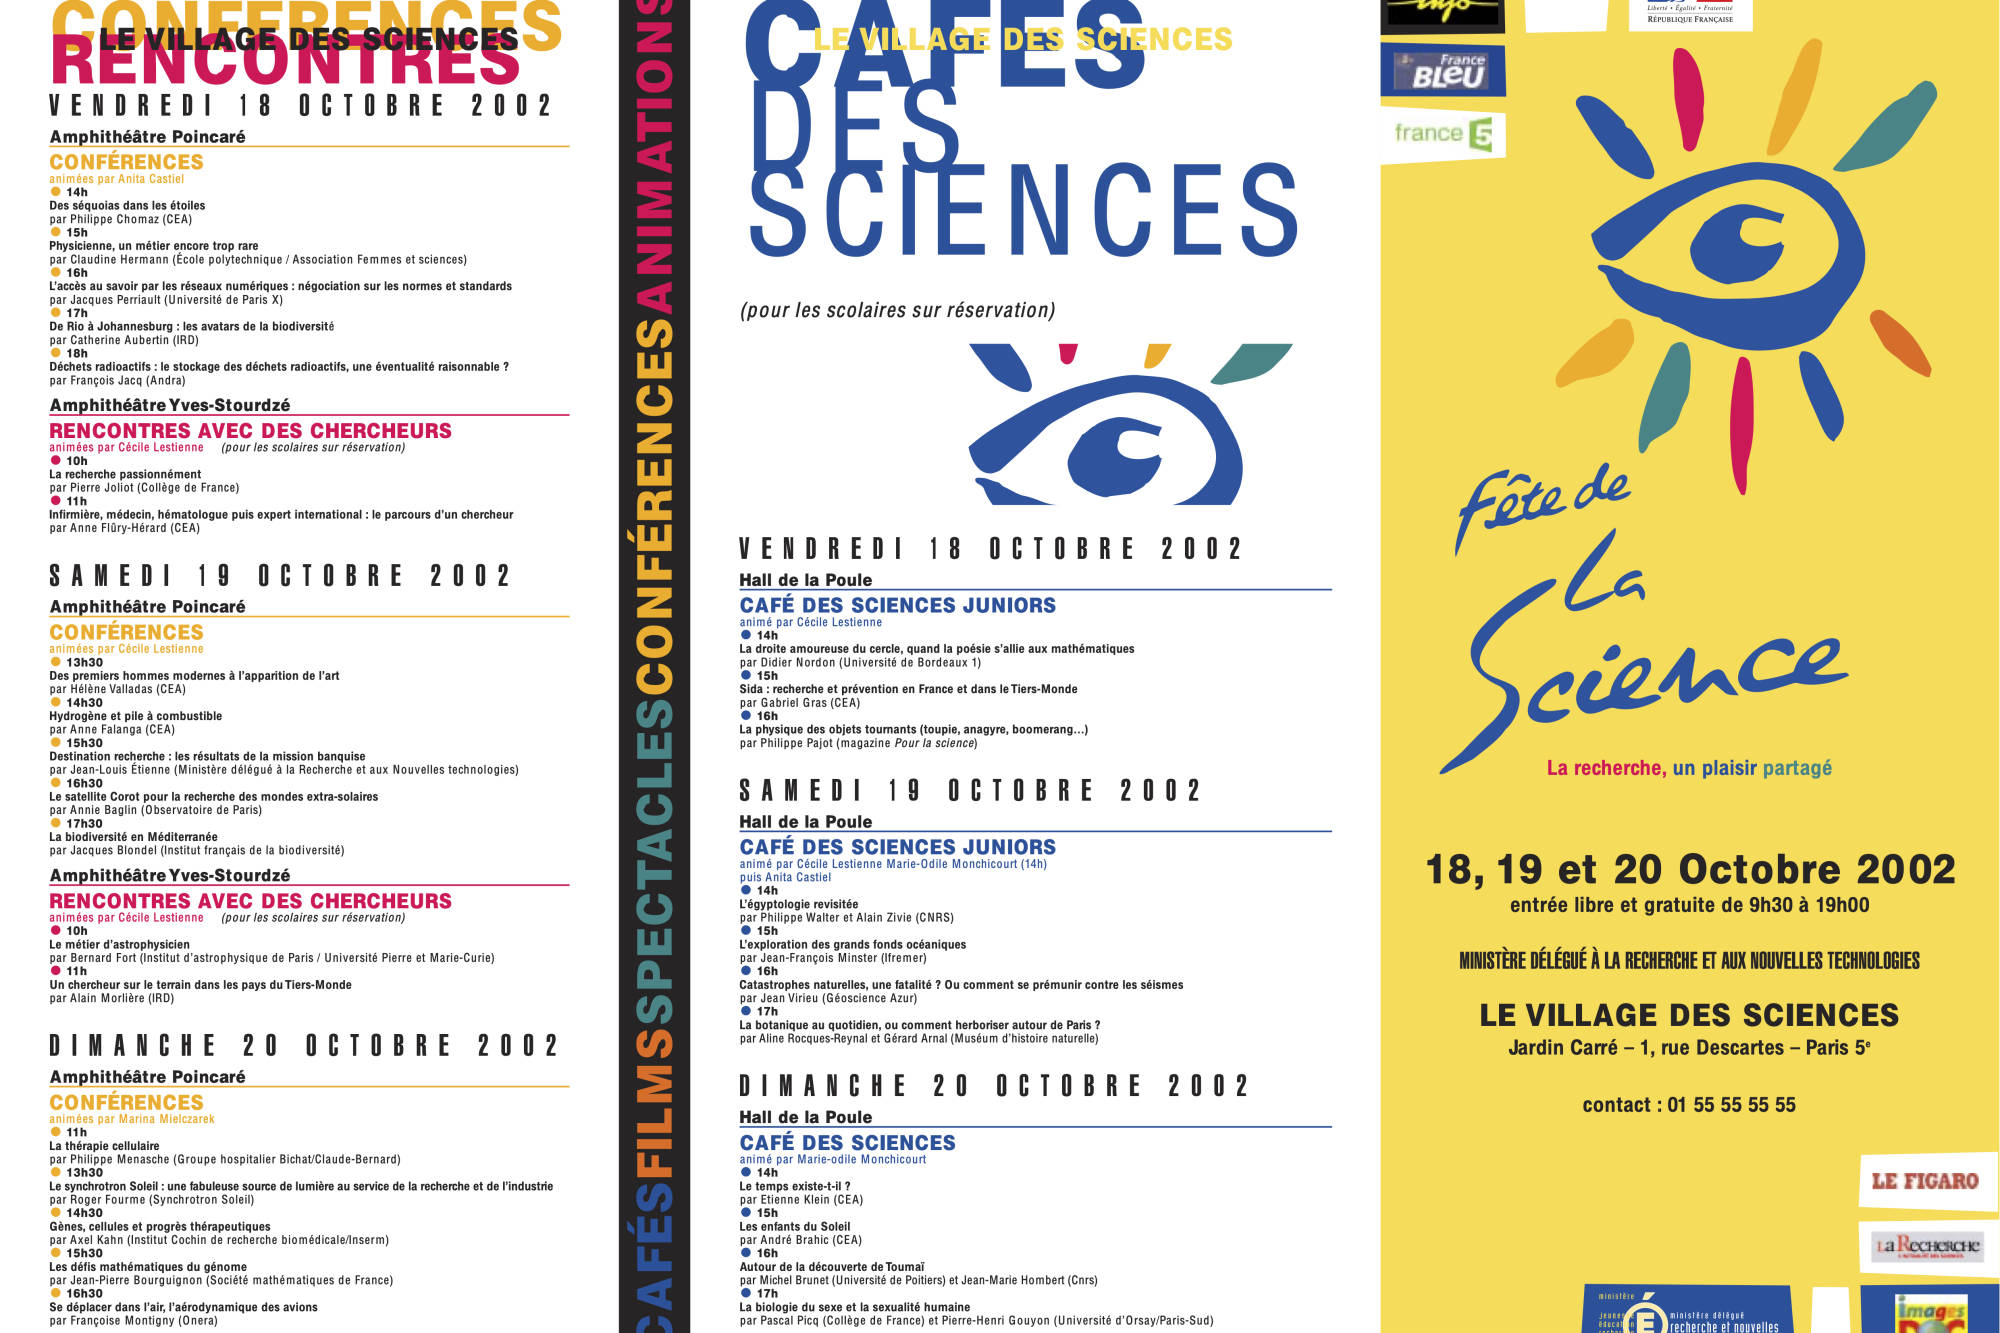 CONFÉRENCES
LE VILLAGE DES SCIENCES
RENCONTRES
VENDREDI 18 OCTOBRE 2002
Amphithéâtre Poincaré
CONFÉRENCES
animées par Anita Castiel
14h
Des séquoias dans les étoiles
par Philippe Chomaz (CEA)
15h
Physicienne, un métier encore trop rare
par Claudine Hermann (École polytechnique / Association Femmes et sciences)
16h
L'accès au savoir par les réseaux numériques : négociation sur les normes et standards
par Jacques Perriault (Université de Paris X)
17h
De Rio à Johannesburg : les avatars de la biodiversité
par Catherine Aubertin (IRD)
18h
Déchets radioactifs : le stockage des déchets radioactifs, une éventualité raisonnable ?
par François Jacq (Andra)
Amphithéâtre Yves-Stourdzé
RENCONTRES AVEC DES CHERCHEURS
animées par Cécile Lestienne (pour les scolaires sur réservation)
10h
La recherche passionnément
par Pierre Joliot (Collège de France)
11h
Infirmière, médecin, hématologue puis expert international : le parcours d'un chercheur
par Anne Flûry-Hérard (CEA)
SAMEDI 19 OCTOBRE 2002
Amphithéâtre Poincaré
CONFÉRENCES
animées par Cécile Lestienne
13h30
Des premiers hommes modernes à l'apparition de l'art
par Hélène Valladas (CEA)
14h30
Hydrogène et pile à combustible
par Anne Falanga (CEA)
15h30
Destination recherche : les résultats de la mission banquise
par Jean-Louis Étienne (Ministère délégué à la Recherche et aux Nouvelles technologies)
16h30
Le satellite Corot pour la recherche des mondes extra-solaires
par Annie Baglin (Observatoire de Paris)
17h30
La biodiversité en Méditerranée
par Jacques Blondel (Institut français de la biodiversité)
Amphithéâtre Yves-Stourdzé
RENCONTRES AVEC DES CHERCHEURS
animées par Cécile Lestienne (pour les scolaires sur réservation)
10h
Le métier d'astrophysicien
par Bernard Fort (Institut d'astrophysique de Paris / Université Pierre et Marie-Curie)
11h
Un chercheur sur le terrain dans les pays du Tiers-Monde
par Alain Morlière (IRD)
DIMANCHE 20 OCTOBRE 2002
Amphithéâtre Poincaré
CONFÉRENCES
animées par Marina Mielczarek
11h
La thérapie cellulaire
par Philippe Menasche (Groupe hospitalier Bichat/Claude-Bernard)
13h30
Le synchrotron Soleil : une fabuleuse source de lumière au service de la recherche et de l'industrie
par Roger Fourme (Synchrotron Soleil)
14h30
Gènes, cellules et progrès thérapeutiques
par Axel Kahn (Institut Cochin de recherche biomédicale/Inserm)
15h30
Les défis mathématiques du génome
par Jean-Pierre Bourguignon (Société mathématiques de France)
16h30
Se déplacer dans l'air, l'aérodynamique des avions
par Françoise Montigny (Onera)
CAFÉS FILMS SPECTACLES CONFÉRENCES ANIMATIONS
CAFÉS
LE VILLAGE DES SCIENCES
DES
SCIENCES
(pour les scolaires sur réservation)
VENDREDI 18 OCTOBRE 2002
Hall de la Poule
CAFÉ DES SCIENCES JUNIORS
animé par Cécile Lestienne
14h
La droite amoureuse du cercle, quand la poésie s'allie aux mathématiques
par Didier Nordon (Université de Bordeaux 1)
15h
Sida : recherche et prévention en France et dans le Tiers-Monde
par Gabriel Gras (CEA)
16h
La physique des objets tournants (toupie, anagyre, boomerang...)
par Philippe Pajot (magazine Pour la science)
SAMEDI 19 OCTOBRE 2002
Hall de la Poule
CAFÉ DES SCIENCES JUNIORS
animé par Cécile Lestienne Marie-Odile Monchicourt (14h)
puis Anita Castiel
14h
L'égyptologie revisitée
par Philippe Walter et Alain Zivie (CNRS)
15h
L'exploration des grands fonds océaniques
par Jean-François Minster (Ifremer)
16h
Catastrophes naturelles, une fatalité ? Ou comment se prémunir contre les séismes
par Jean Virieu (Géoscience Azur)
17h
La botanique au quotidien, ou comment herboriser autour de Paris ?
par Aline Rocques-Reynal et Gérard Arnal (Muséum d'histoire naturelle)
DIMANCHE 20 OCTOBRE 2002
Hall de la Poule
CAFÉ DES SCIENCES
animé par Marie-odile Monchicourt
14h
Le temps existe-t-il ?
par Etienne Klein (CEA)
15h
Les enfants du Soleil
par André Brahic (CEA)
16h
Autour de la découverte de Toumaï
par Michel Brunet (Université de Poitiers) et Jean-Marie Hombert (Cnrs)
17h
La biologie du sexe et la sexualité humaine
par Pascal Picq (Collège de France) et Pierre-Henri Gouyon (Université d'Orsay/Paris-Sud)
info
Liberté • Égalité • Fraternité
RÉPUBLIQUE FRANÇAISE
France
BLEU
france 5
Fête de
La
Science
La recherche, un plaisir partagé
18, 19 et 20 Octobre 2002
entrée libre et gratuite de 9h30 à 19h00
MINISTÈRE DÉLÉGUÉ À LA RECHERCHE ET AUX NOUVELLES TECHNOLOGIES
LE VILLAGE DES SCIENCES
Jardin Carré – 1, rue Descartes – Paris 5e
contact : 01 55 55 55 55
LE FIGARO
La Recherche
ministère
jeunesse
éducation
recherche
É
ministère délégué
recherche et nouvelles
images
DOC